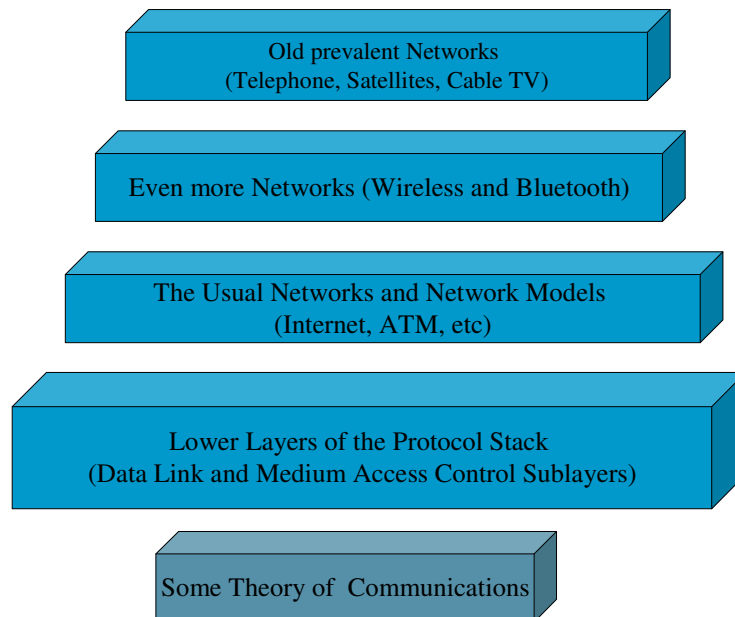 Old prevalent Networks
(Telephone, Satellites, Cable TV)
Even more Networks (Wireless and Bluetooth)
The Usual Networks and Network Models
(Internet, ATM, etc)
Lower Layers of the Protocol Stack
(Data Link and Medium Access Control Sublayers)
Some Theory of  Communications